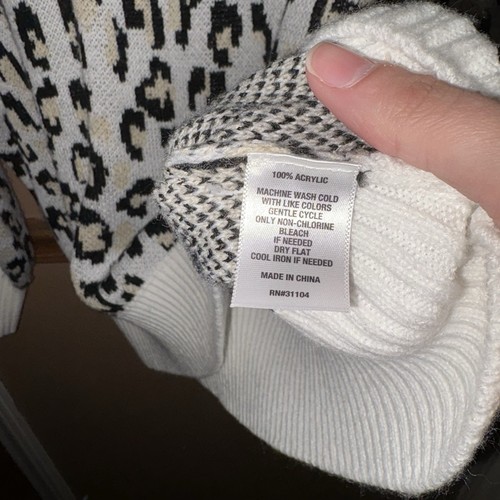 100% ACRYLIC
MACHINE WASH COLD
WITH LIKE COLORS
GENTLE CYCLE
ONLY NON-CHLORINE
BLEACH
IF NEEDED
DRY FLAT
COOL IRON IF NEEDED
MADE IN CHINA
RN#31104